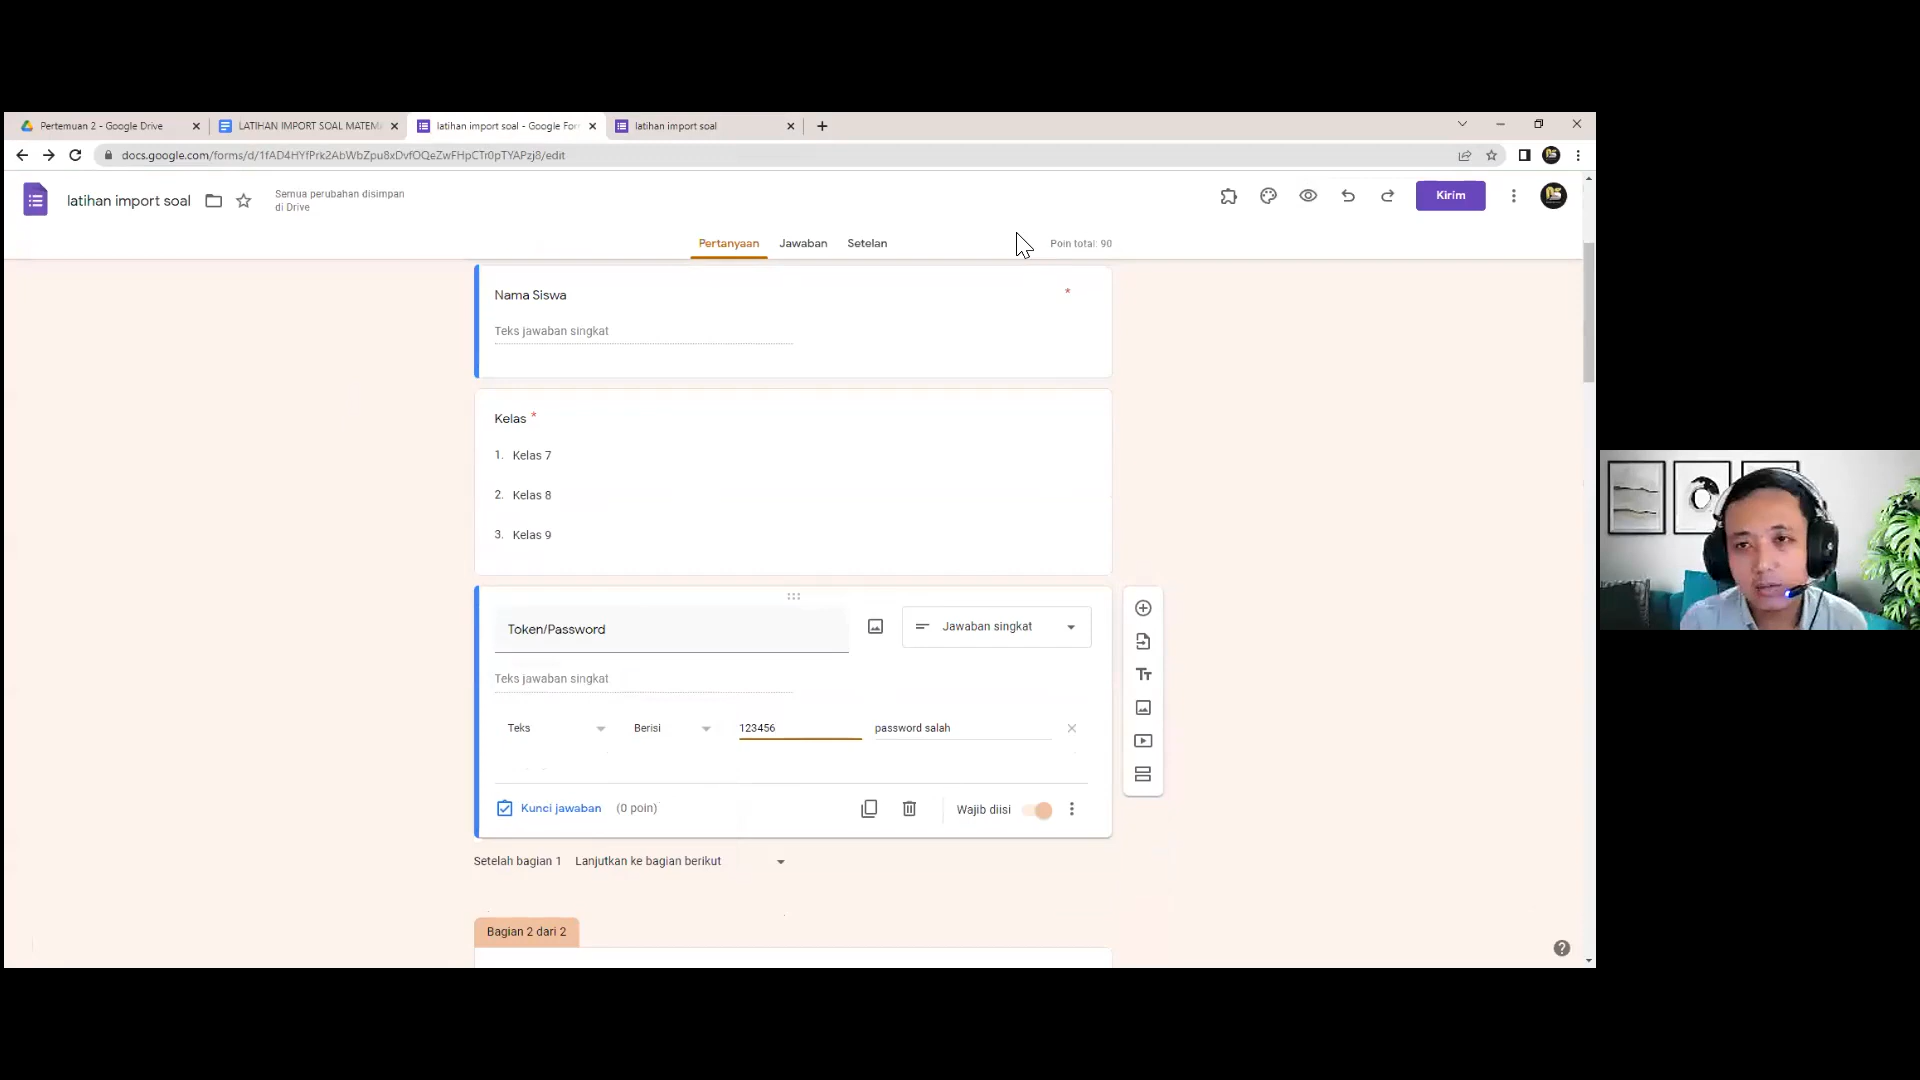 Pertemuan 2 - Google Drive
LATIHAN IMPORT SOAL MATEM
latihan import soal - Google For
latihan import soal
docs.google.com/forms/d/1fAD4HYfPrk2AbWbZpu8xDvfOQeZwFHpCTr0pTYAPzj8/edit
latihan import soal
Semua perubahan disimpan
di Drive
Kirim
Pertanyaan
Jawaban
Setelan
Poin total: 90
Nama Siswa *
Teks jawaban singkat
Kelas *
1. Kelas 7
2. Kelas 8
3. Kelas 9
Token/Password
Jawaban singkat
Teks jawaban singkat
Teks Berisi 123456 password salah
Kunci jawaban (0 poin)
Wajib diisi
Setelah bagian 1 Lanjutkan ke bagian berikut
Bagian 2 dari 2